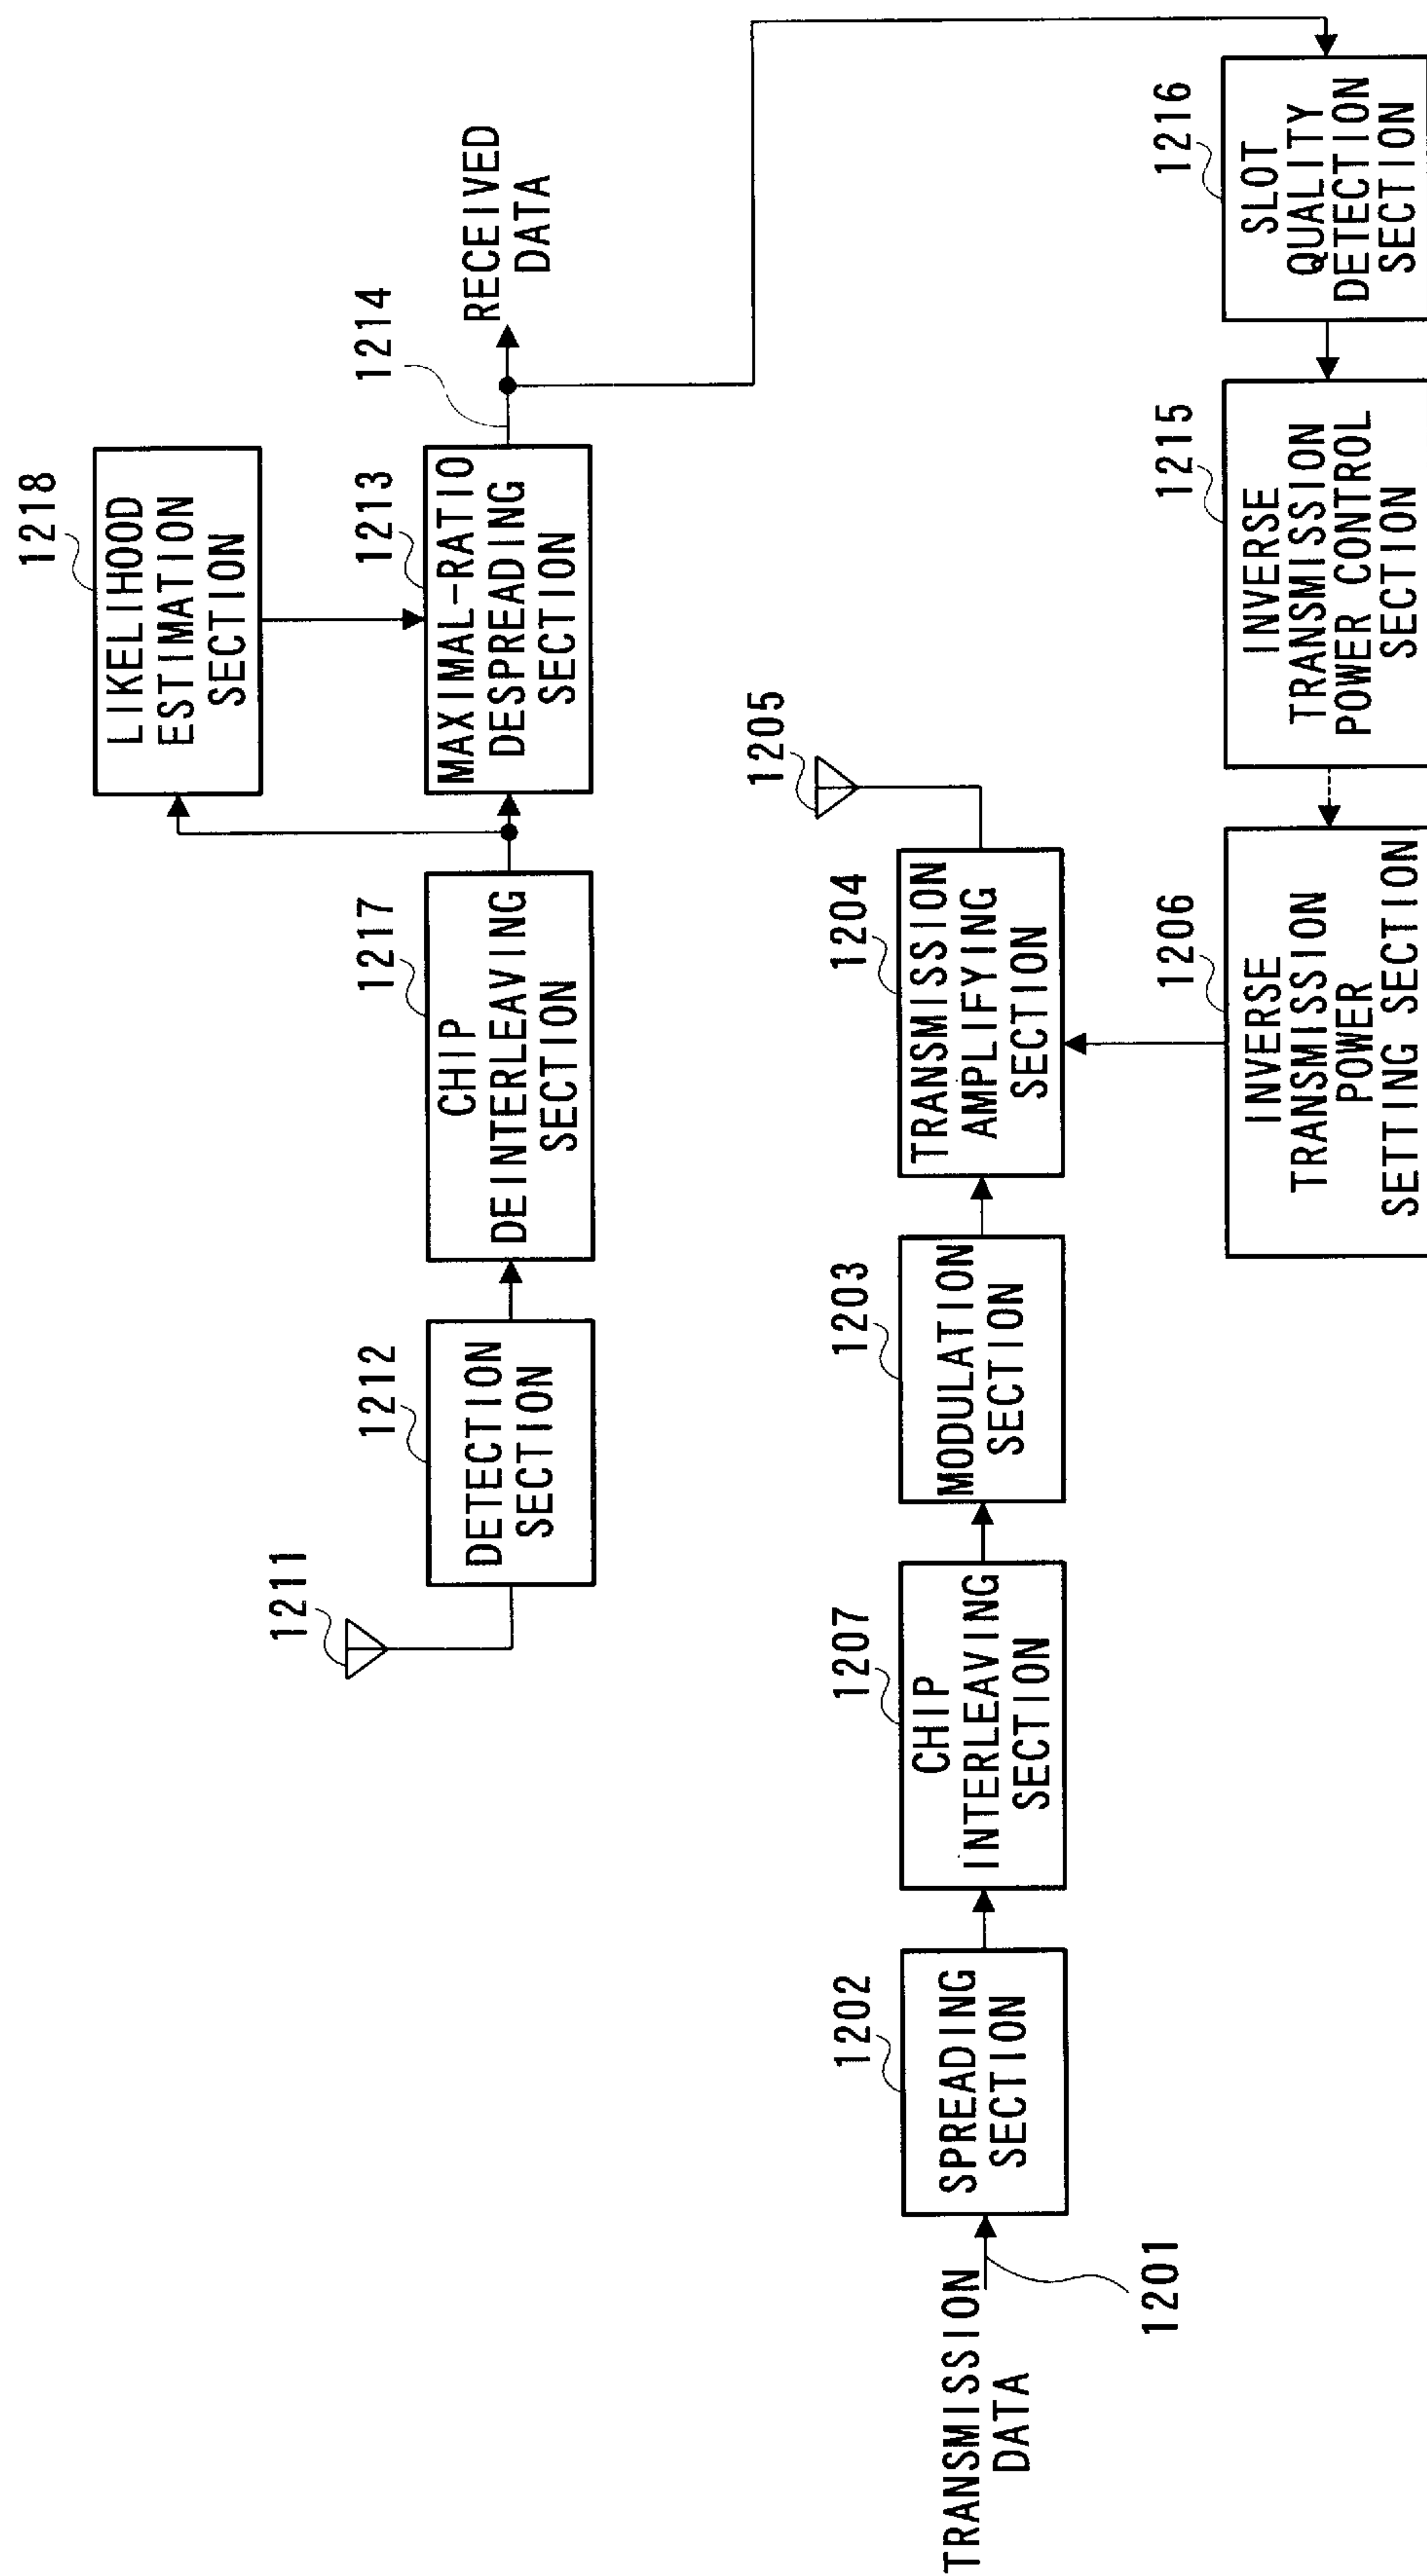 1211
1212
DETECTION
SECTION
1217
CHIP
DEINTERLEAVING
SECTION
1218
LIKELIHOOD
ESTIMATION
SECTION
1213
MAXIMAL-RATIO
DESPREADING
SECTION
1214
RECEIVED
DATA
TRANSMISSION
DATA
1201
1202
SPREADING
SECTION
1207
CHIP
INTERLEAVING
SECTION
1203
MODULATION
SECTION
1204
TRANSMISSION
AMPLIFYING
SECTION
1205
1206
INVERSE
TRANSMISSION
POWER
SETTING SECTION
1215
INVERSE
TRANSMISSION
POWER CONTROL
SECTION
1216
SLOT
QUALITY
DETECTION
SECTION